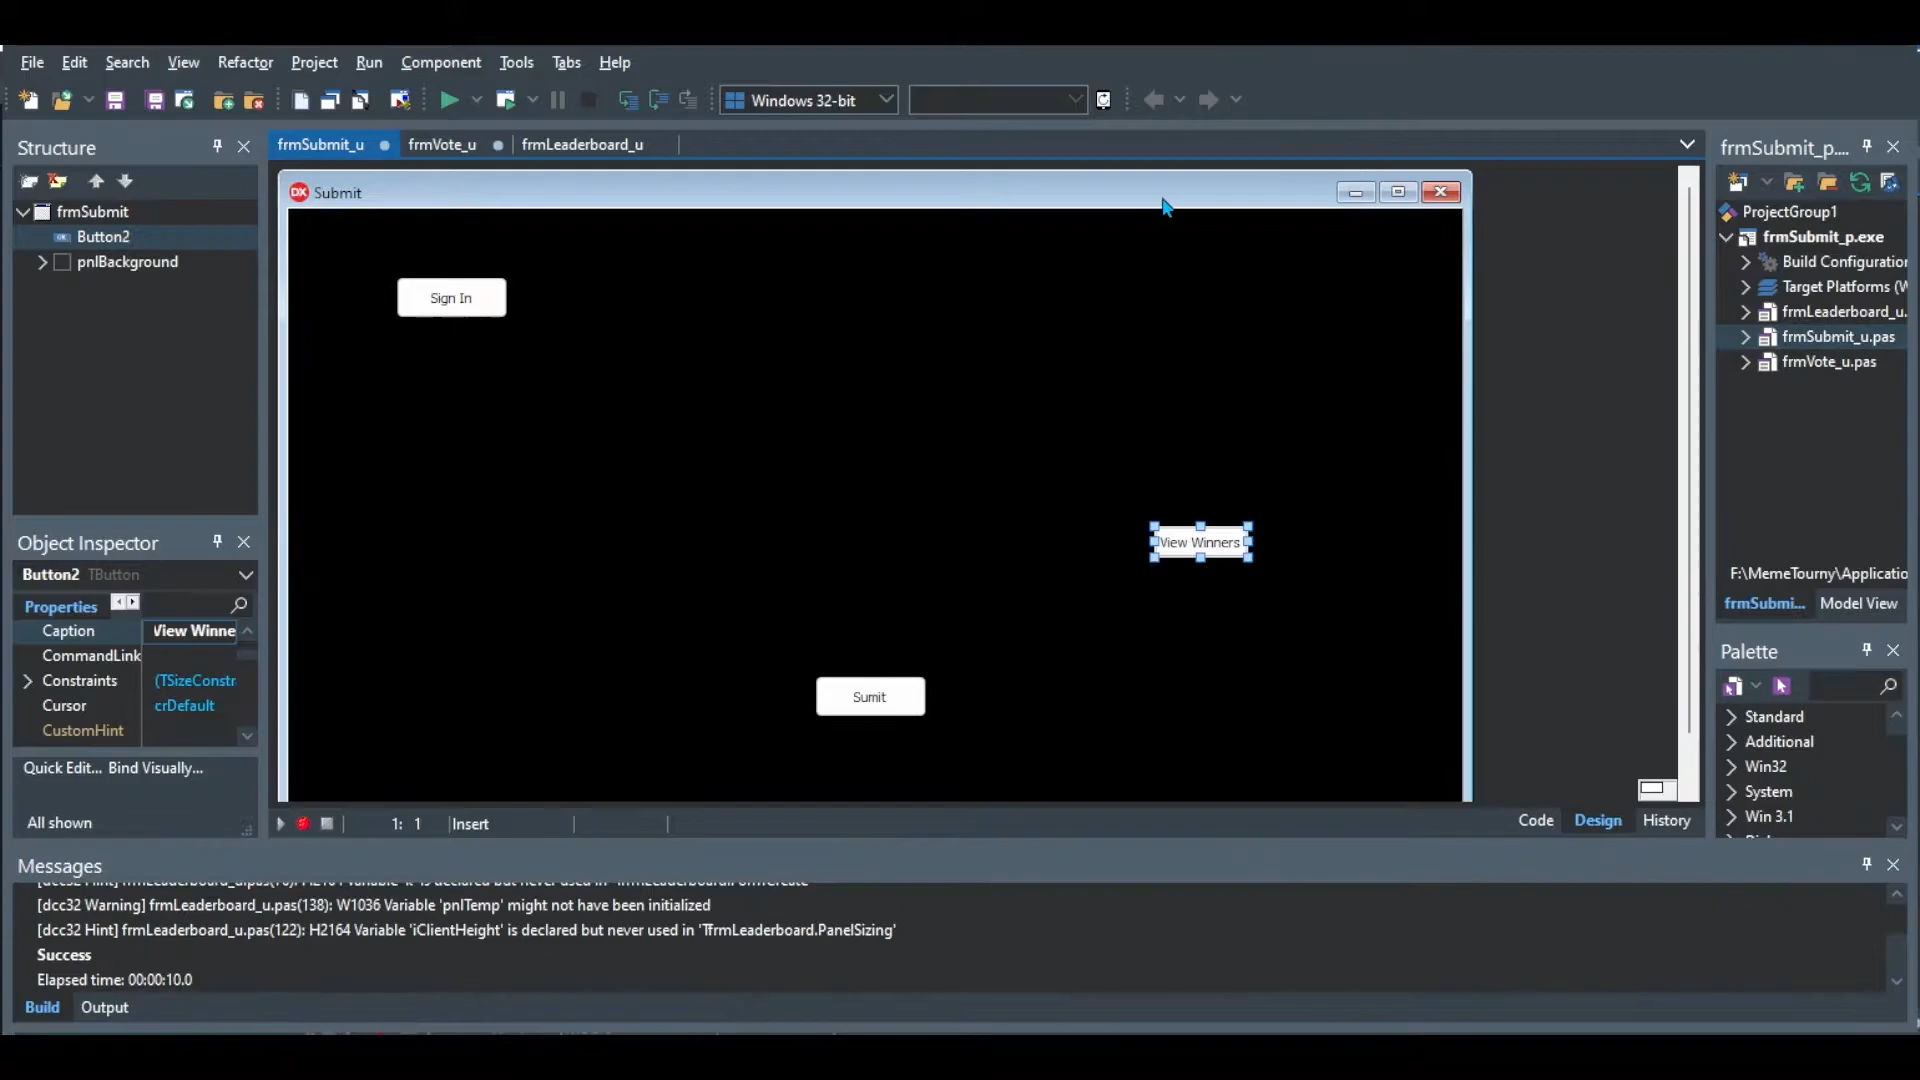 File Edit Search View Refactor Project Run Component Tools Tabs Help
Windows 32-bit
Structure
frmSubmit
Button2
pnlBackground
frmSubmit_u frmVote_u frmLeaderboard_u
DX Submit
Sign In
View Winners
Sumit
frmSubmit_p....
ProjectGroup1
frmSubmit_p.exe
Build Configuration
Target Platforms (W
frmLeaderboard_u.
frmSubmit_u.pas
frmVote_u.pas
F:\MemeTourny\Applicatio
frmSubmi... Model View
Object Inspector
Button2 TButton
Properties
Caption View Winne
CommandLink
Constraints (TSizeConstr
Cursor crDefault
CustomHint
Quick Edit... Bind Visually...
All shown
1: 1 Insert
Code Design History
Palette
Standard
Additional
Win32
System
Win 3.1
Messages
[dcc32 Warning] frmLeaderboard_u.pas(138): W1036 Variable 'pnlTemp' might not have been initialized
[dcc32 Hint] frmLeaderboard_u.pas(122): H2164 Variable 'iClientHeight' is declared but never used in 'TfrmLeaderboard.PanelSizing'
Success
Elapsed time: 00:00:10.0
Build Output